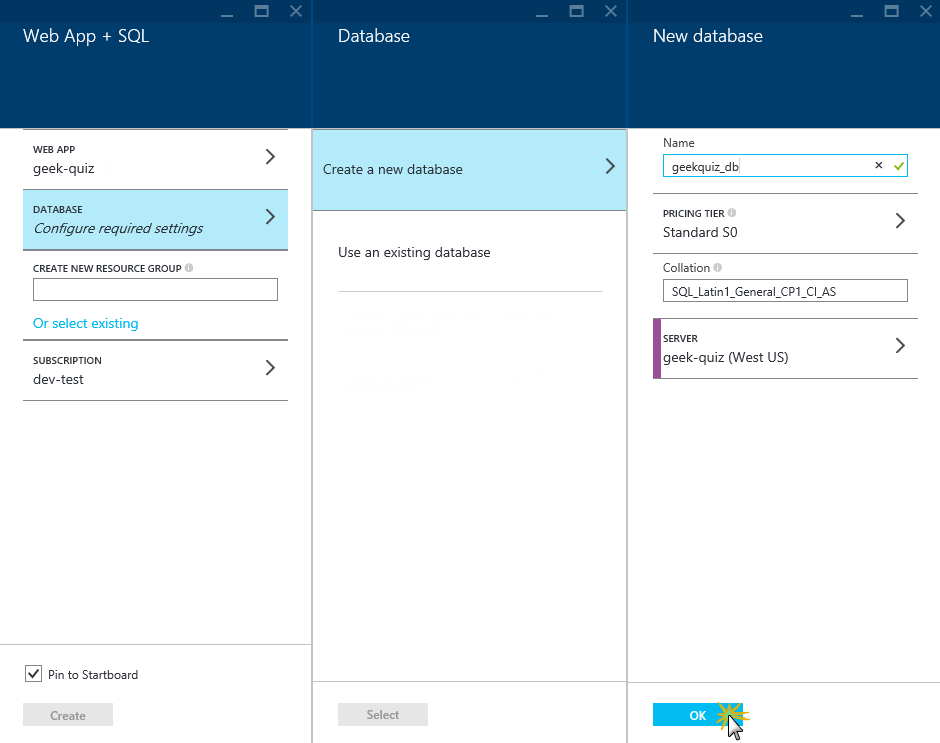 Web App + SQL
WEB APP
geek-quiz
DATABASE
Configure required settings
CREATE NEW RESOURCE GROUP
Or select existing
SUBSCRIPTION
dev-test
Pin to Startboard
Create
Database
Create a new database
Use an existing database
Select
New database
Name
geekquiz_db
PRICING TIER
Standard S0
Collation
SQL_Latin1_General_CP1_CI_AS
SERVER
geek-quiz (West US)
OK